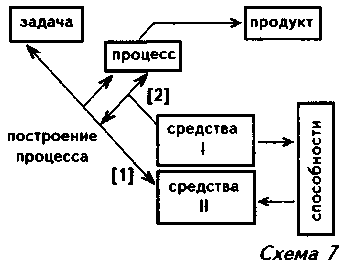 задача
продукт
процесс
[2]
построение
процесса
[1]
средства
I
средства
II
способности
Схема 7